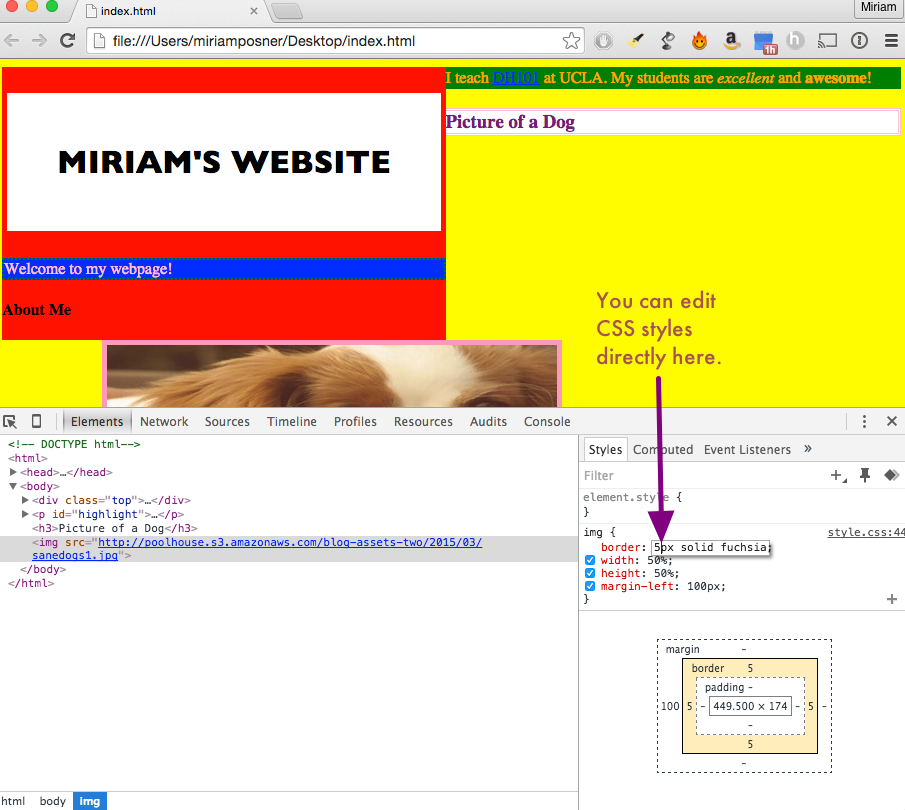 index.html
Miriam
file:///Users/miriamposner/Desktop/index.html
1h
h
I teach DH101 at UCLA. My students are excellent and awesome!
Picture of a Dog
MIRIAM'S WEBSITE
Welcome to my webpage!
About Me
You can edit
CSS styles
directly here.
Elements Network Sources Timeline Profiles Resources Audits Console
<!-- DOCTYPE html-->
<html>
<head>…</head>
<body>
<div class="top">…</div>
<p id="highlight">…</p>
<h3>Picture of a Dog</h3>
<img src="http://poolhouse.s3.amazonaws.com/blog-assets-two/2015/03/
sanedogs1.jpg">
</body>
</html>
Styles Computed Event Listeners »
Filter
element.style {
}
img { style.css:44
border: 5px solid fuchsia;
width: 50%;
height: 50%;
margin-left: 100px;
}
margin -
border 5
padding -
100 5 - 449.500 × 174 - 5 -
-
5
-
html body img